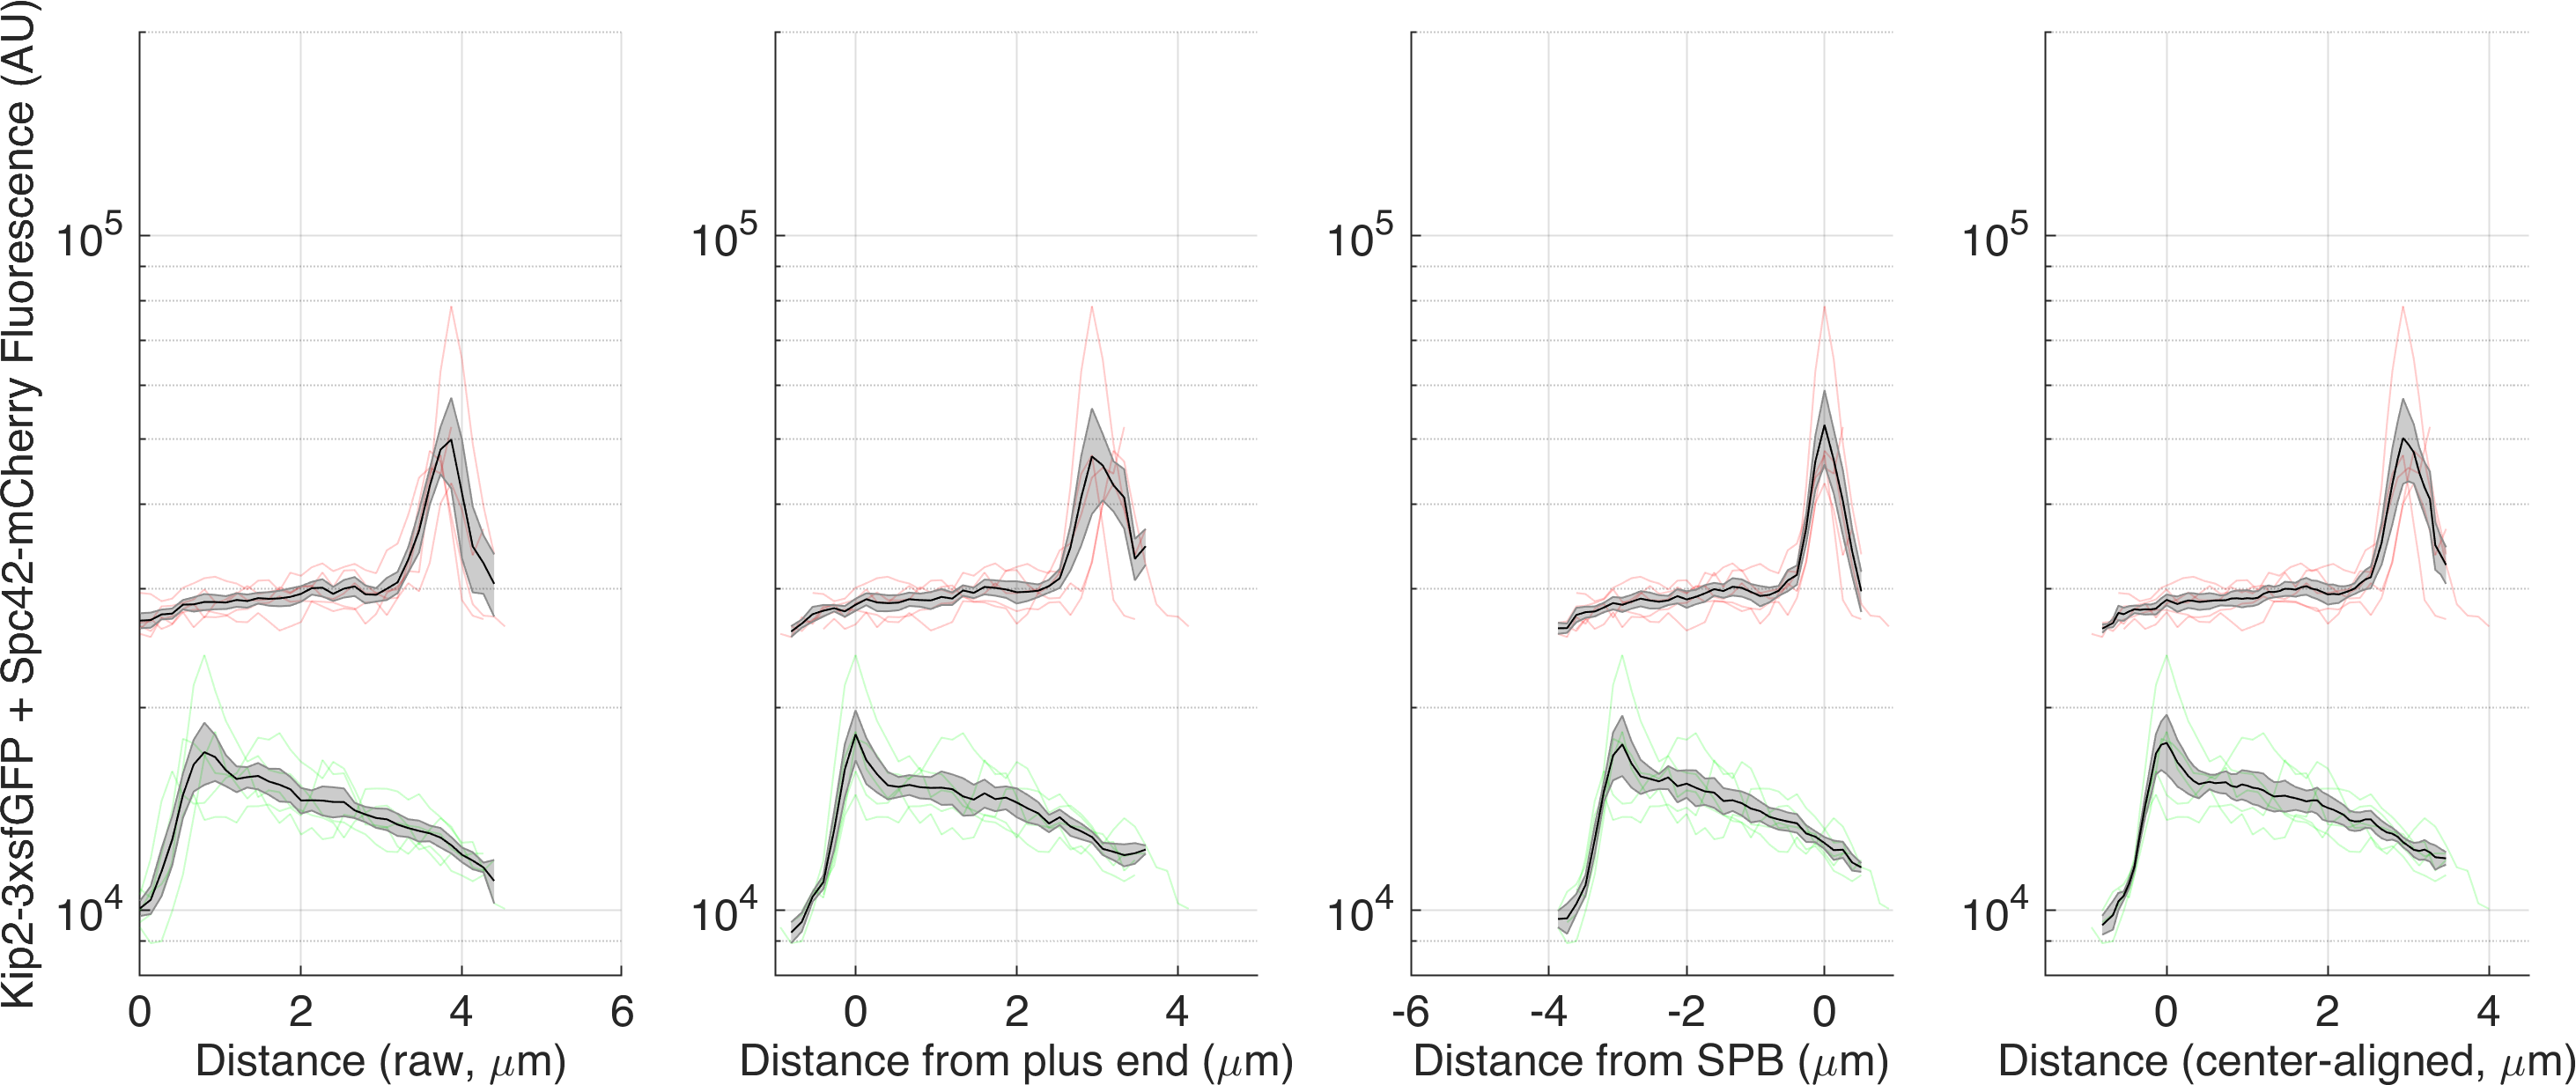 Kip2-3xsfGFP + Spc42-mCherry Fluorescence (AU)
10^5
10^4
0 2 4 6
Distance (raw, μm)
10^5
10^4
0 2 4
Distance from plus end (μm)
10^5
10^4
-6 -4 -2 0
Distance from SPB (μm)
10^5
10^4
0 2 4
Distance (center-aligned, μm)